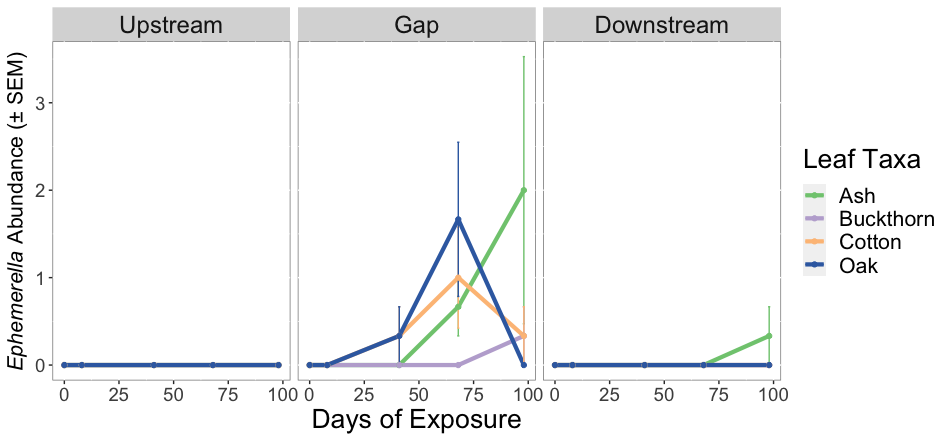 Upstream
Gap
Downstream
Ephemerella Abundance (± SEM)
3
2
1
0
0 25 50 75 100
0 25 50 75 100
0 25 50 75 100
Days of Exposure
Leaf Taxa
Ash
Buckthorn
Cotton
Oak